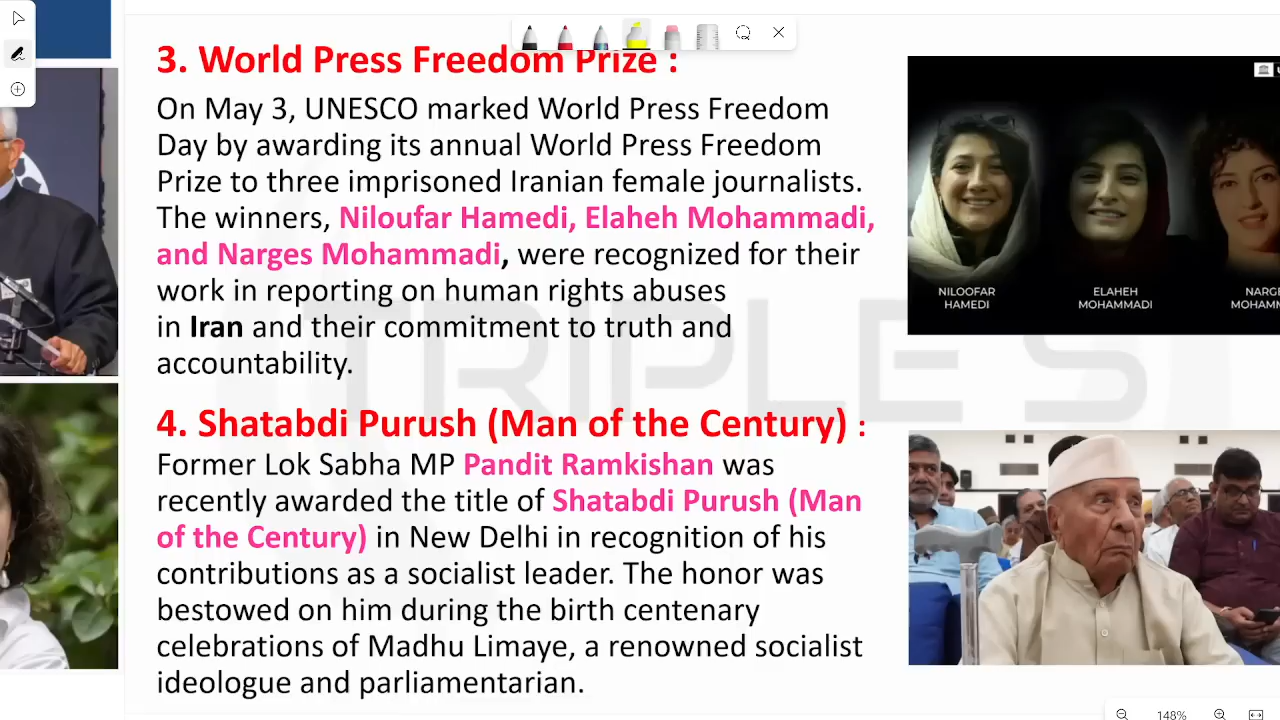 3. World Press Freedom Prize :
On May 3, UNESCO marked World Press Freedom
Day by awarding its annual World Press Freedom
Prize to three imprisoned Iranian female journalists.
The winners, Niloufar Hamedi, Elaheh Mohammadi,
and Narges Mohammadi, were recognized for their
work in reporting on human rights abuses
in Iran and their commitment to truth and
accountability.
NILOOFAR
HAMEDI
ELAHEH
MOHAMMADI
NARGE
MOHAMM
TRIPLE S
4. Shatabdi Purush (Man of the Century) :
Former Lok Sabha MP Pandit Ramkishan was
recently awarded the title of Shatabdi Purush (Man
of the Century) in New Delhi in recognition of his
contributions as a socialist leader. The honor was
bestowed on him during the birth centenary
celebrations of Madhu Limaye, a renowned socialist
ideologue and parliamentarian.
148%